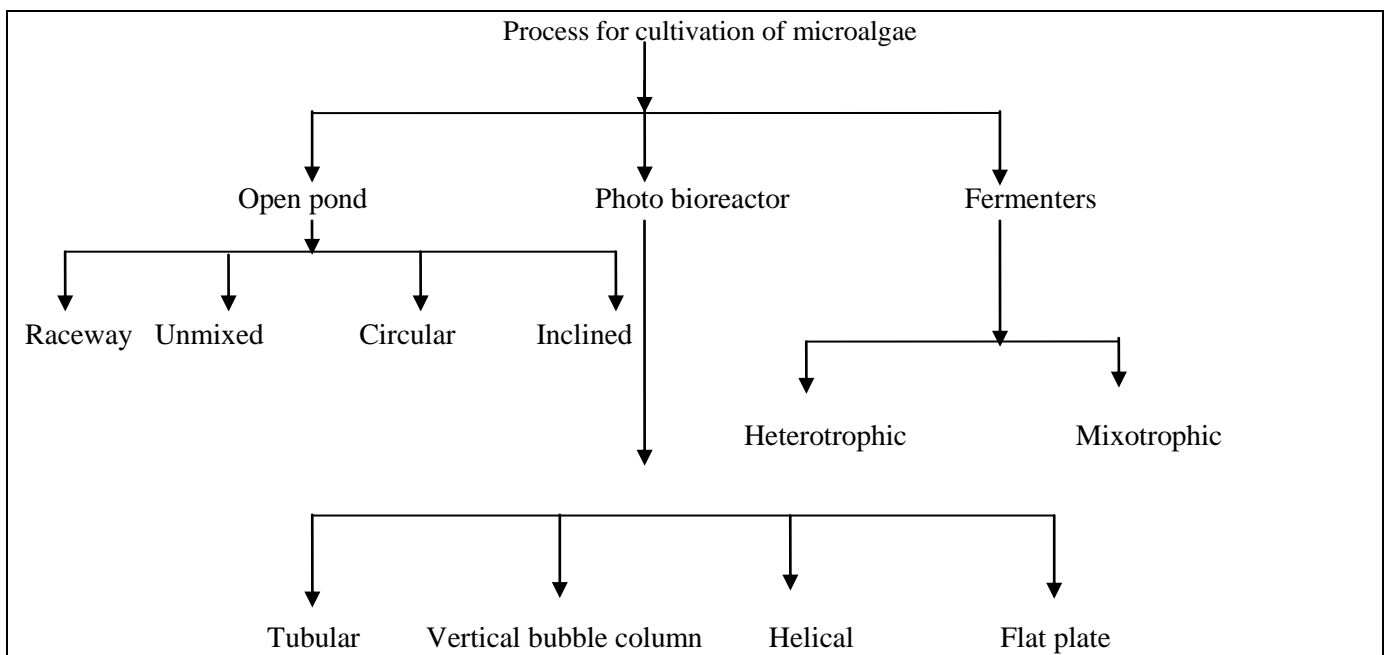 Process for cultivation of microalgae
Open pond Photo bioreactor Fermenters
Raceway Unmixed Circular Inclined
Heterotrophic Mixotrophic
Tubular Vertical bubble column Helical Flat plate